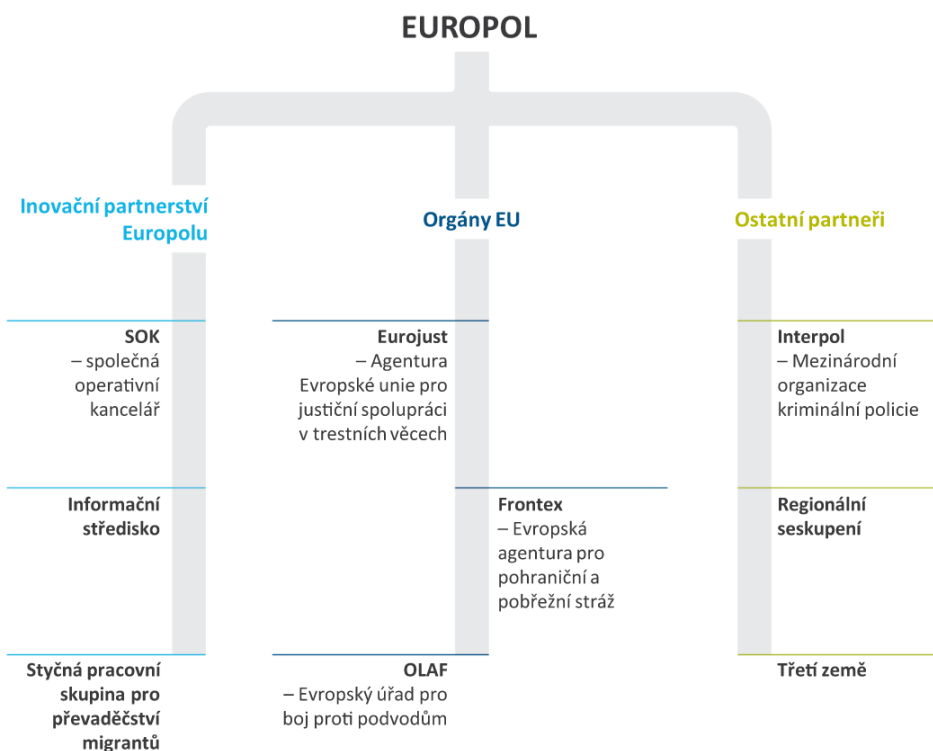 EUROPOL
Inovační partnerství
Europolu
Orgány EU
Ostatní partneři
SOK
– společná
operativní
kancelář
Informační
středisko
Styčná pracovní
skupina pro
převaděčství
migrantů
Eurojust
– Agentura
Evropské unie pro
justiční spolupráci
v trestních věcech
Frontex
– Evropská
agentura pro
pohraniční a
pobřežní stráž
OLAF
– Evropský úřad pro
boj proti podvodům
Interpol
– Mezinárodní
organizace
kriminální policie
Regionální
seskupení
Třetí země